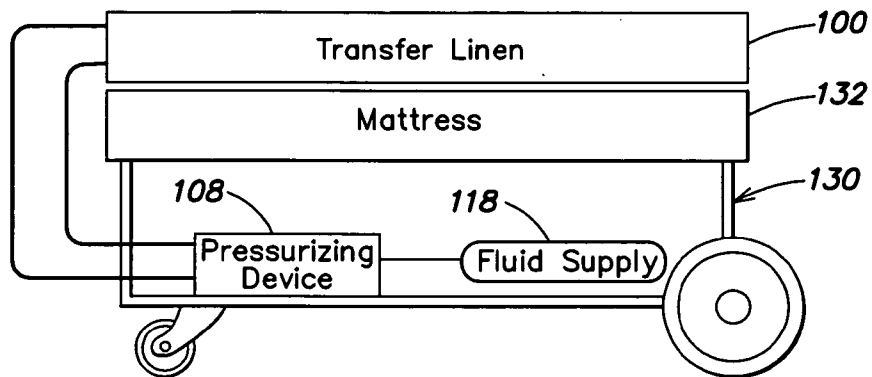 100
Transfer Linen
132
Mattress
130
108
118
Pressurizing
Device
Fluid Supply